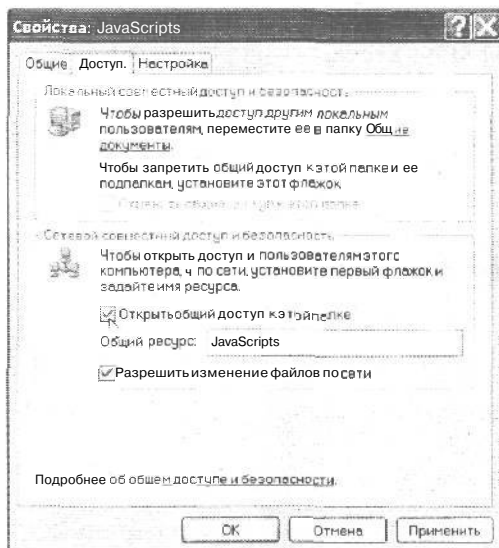 Свойства: JavaScripts
Общие Доступ. Настройка
Локальный совместный доступ и безопасность
Чтобы разрешить доступ другим локальным
пользователям, переместите ее в папку Общие
документы.
Чтобы запретить общий доступ к этой папке и ее
подпапкам, установите этот флажок.
Сетевой совместный доступ и безопасность
Чтобы открыть доступ и пользователям этого
компьютера, и по сети, установите первый флажок и
задайте имя ресурса.
Открыть общий доступ к этой папке
Общий ресурс: JavaScripts
Разрешить изменение файлов по сети
Подробнее об общем доступе и безопасности.
ОК Отмена Применить